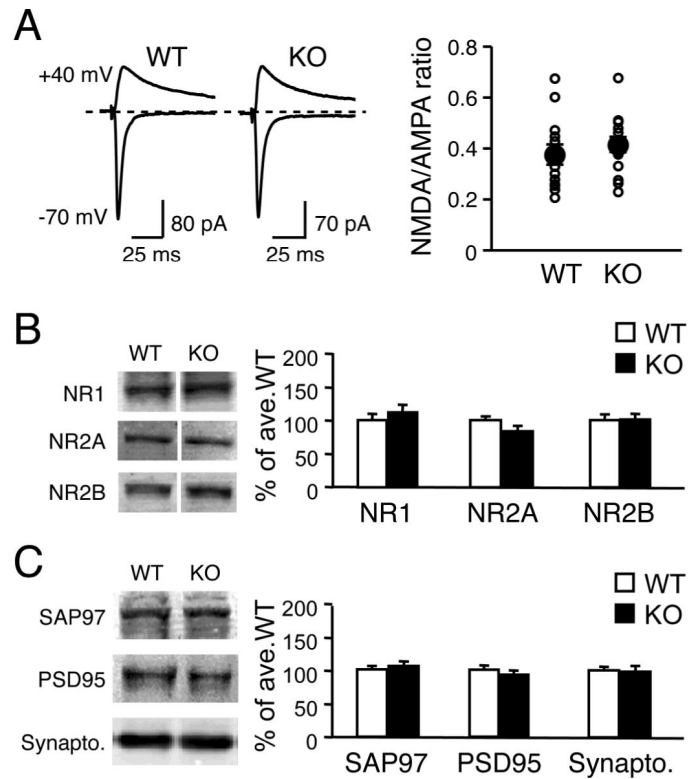 A
WT
KO
+40 mV
-70 mV
80 pA
25 ms
70 pA
25 ms
NMDA/AMPA ratio
0.8
0.6
0.4
0.2
0
WT
KO
B
WT
KO
NR1
NR2A
NR2B
% of ave.WT
200
150
100
50
0
NR1
NR2A
NR2B
WT
KO
C
WT
KO
SAP97
PSD95
Synapto.
% of ave.WT
200
150
100
50
0
SAP97
PSD95
Synapto.
WT
KO